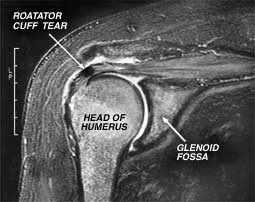 ROATATOR
CUFF TEAR
HEAD OF
HUMERUS
GLENOID
FOSSA